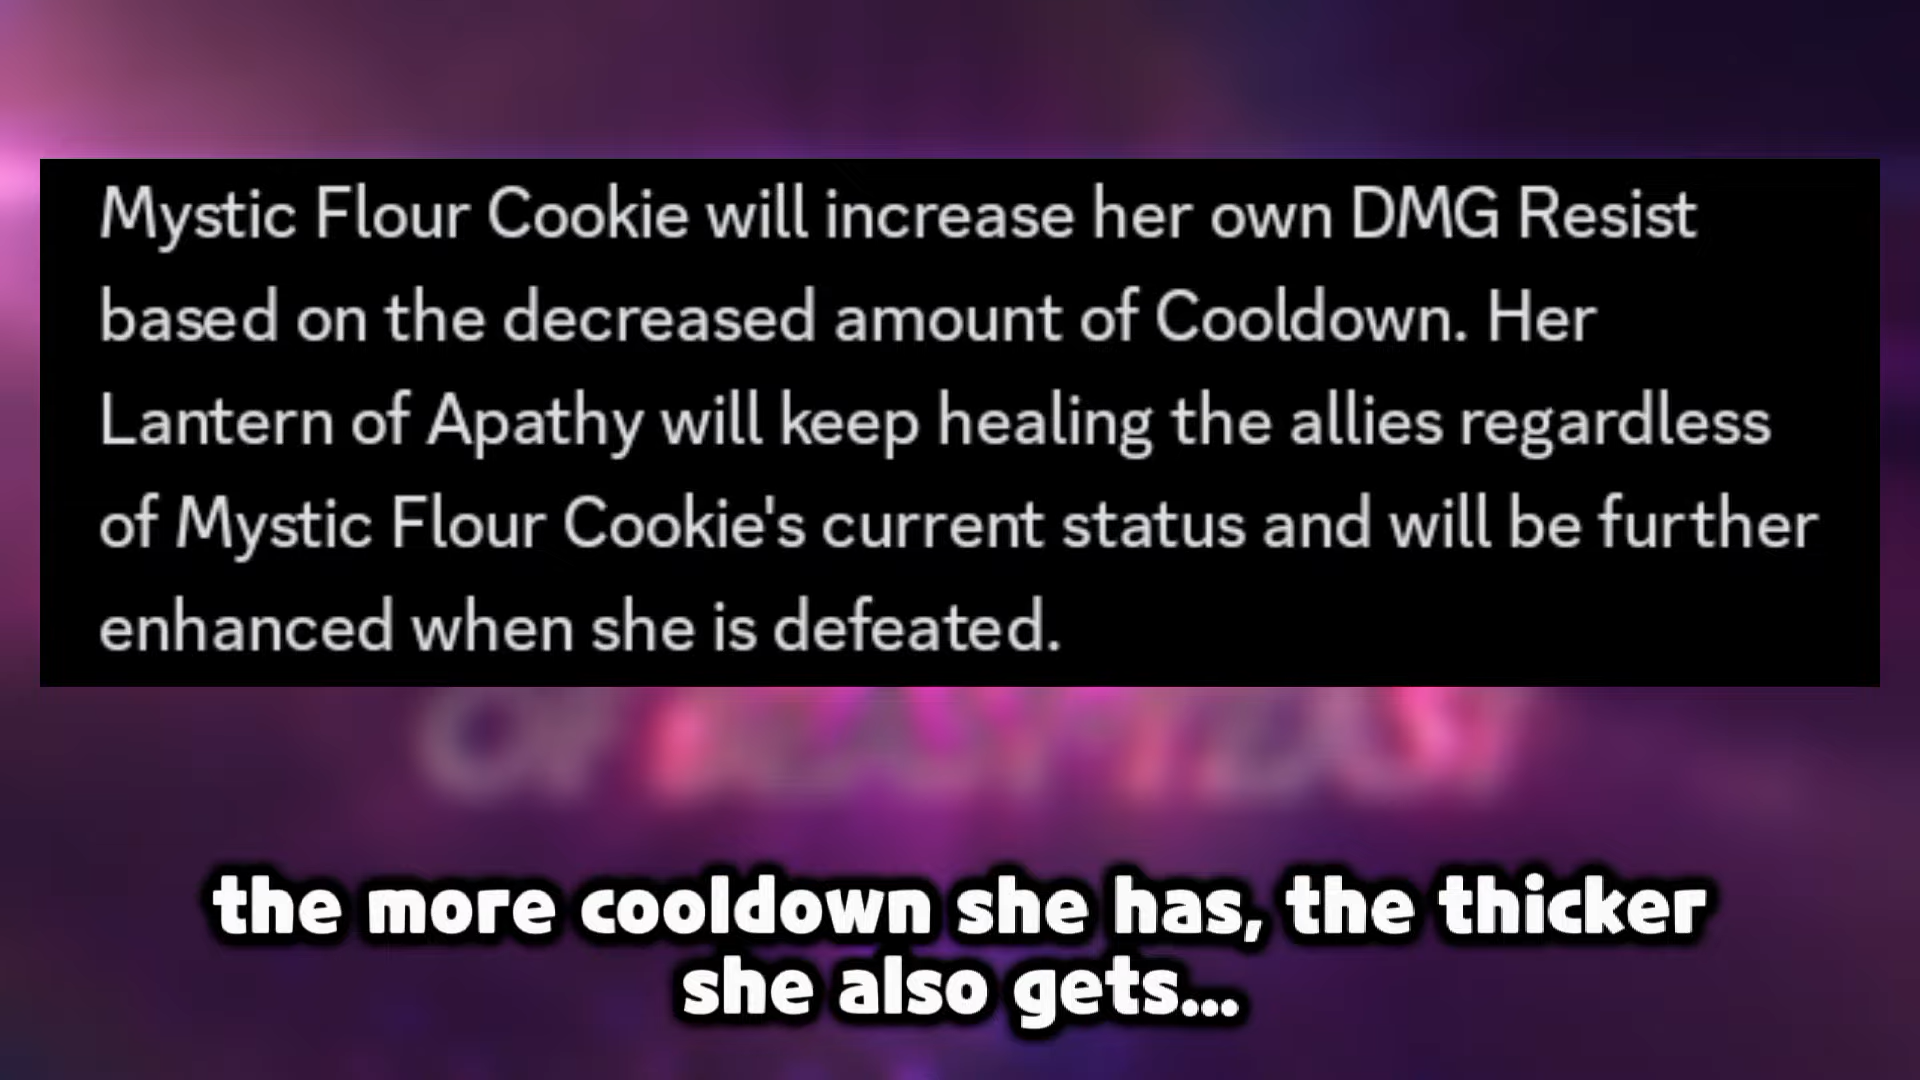 Mystic Flour Cookie will increase her own DMG Resist
based on the decreased amount of Cooldown. Her
Lantern of Apathy will keep healing the allies regardless
of Mystic Flour Cookie's current status and will be further
enhanced when she is defeated.
the more cooldown she has, the thicker
she also gets...